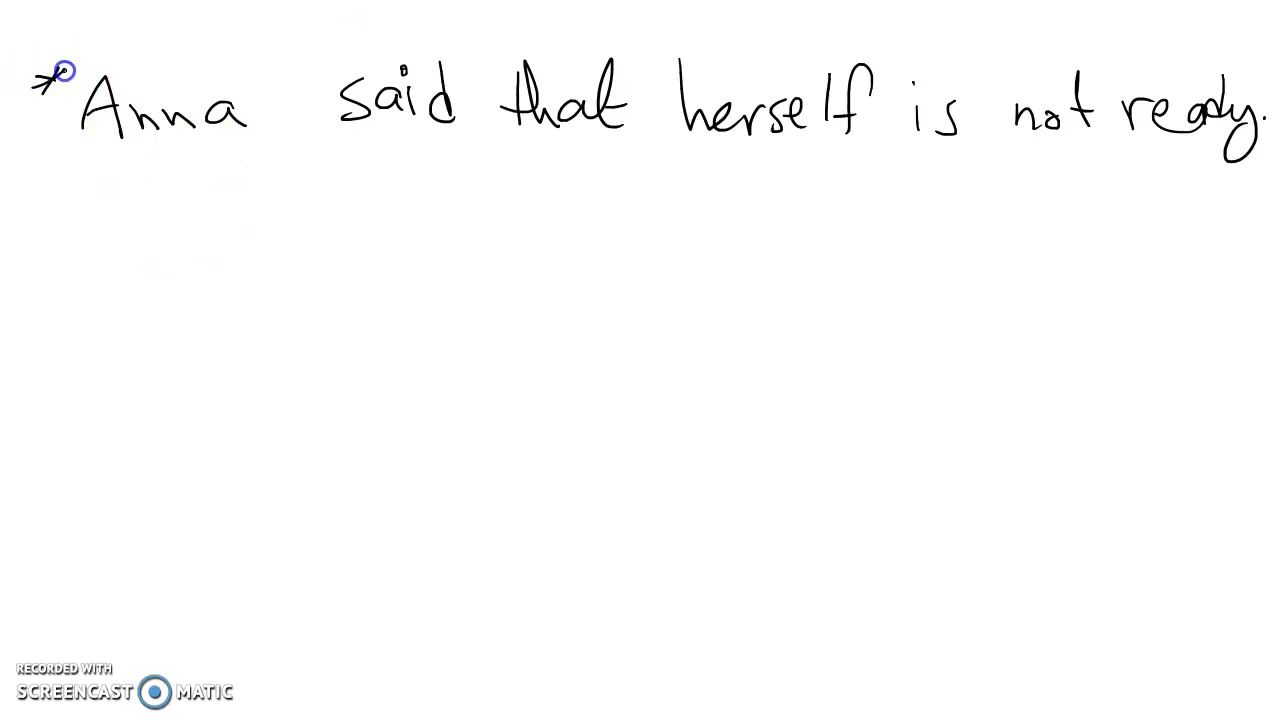 * Anna said that herself is not ready.
RECORDED WITH
SCREENCAST MATIC